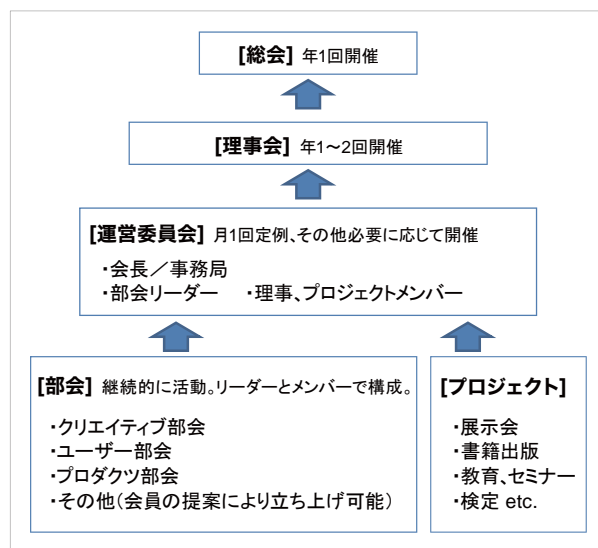 [総会] 年1回開催
[理事会] 年1～2回開催
[運営委員会] 月1回定例、その他必要に応じて開催
・会長／事務局
・部会リーダー ・理事、プロジェクトメンバー
[部会] 継続的に活動。リーダーとメンバーで構成。
・クリエイティブ部会
・ユーザー部会
・プロダクツ部会
・その他（会員の提案により立ち上げ可能）
[プロジェクト]
・展示会
・書籍出版
・教育、セミナー
・検定 etc.